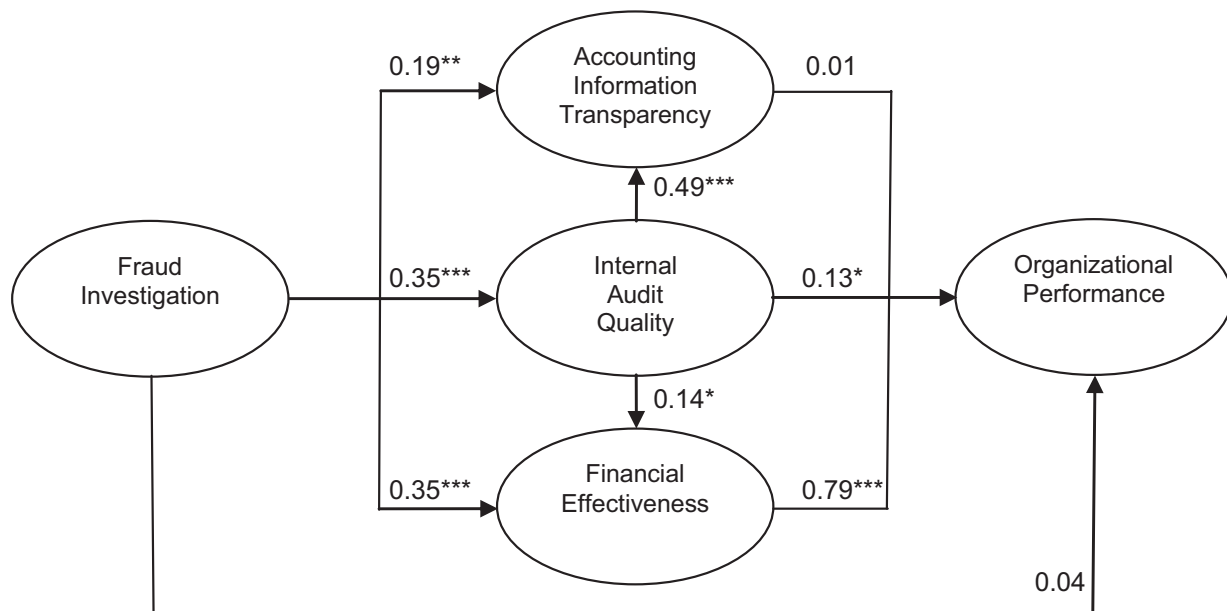 0.19**
Accounting
Information
Transparency
0.01
0.49***
Fraud
Investigation
0.35***
Internal
Audit
Quality
0.13*
Organizational
Performance
0.14*
0.35***
Financial
Effectiveness
0.79***
0.04